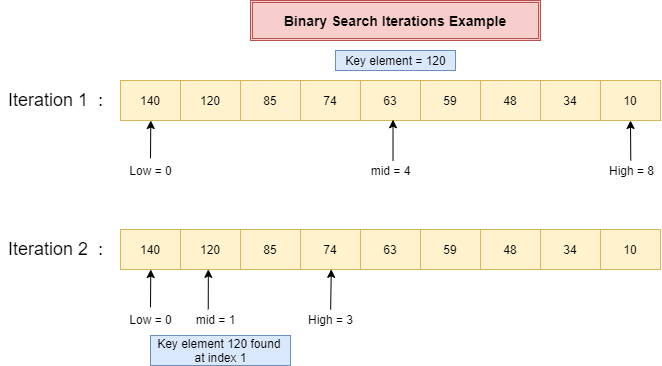 Binary Search Iterations Example
Key element = 120
Iteration 1 :
140 120 85 74 63 59 48 34 10
Low = 0 mid = 4 High = 8
Iteration 2 :
140 120 85 74 63 59 48 34 10
Low = 0 mid = 1 High = 3
Key element 120 found
at index 1